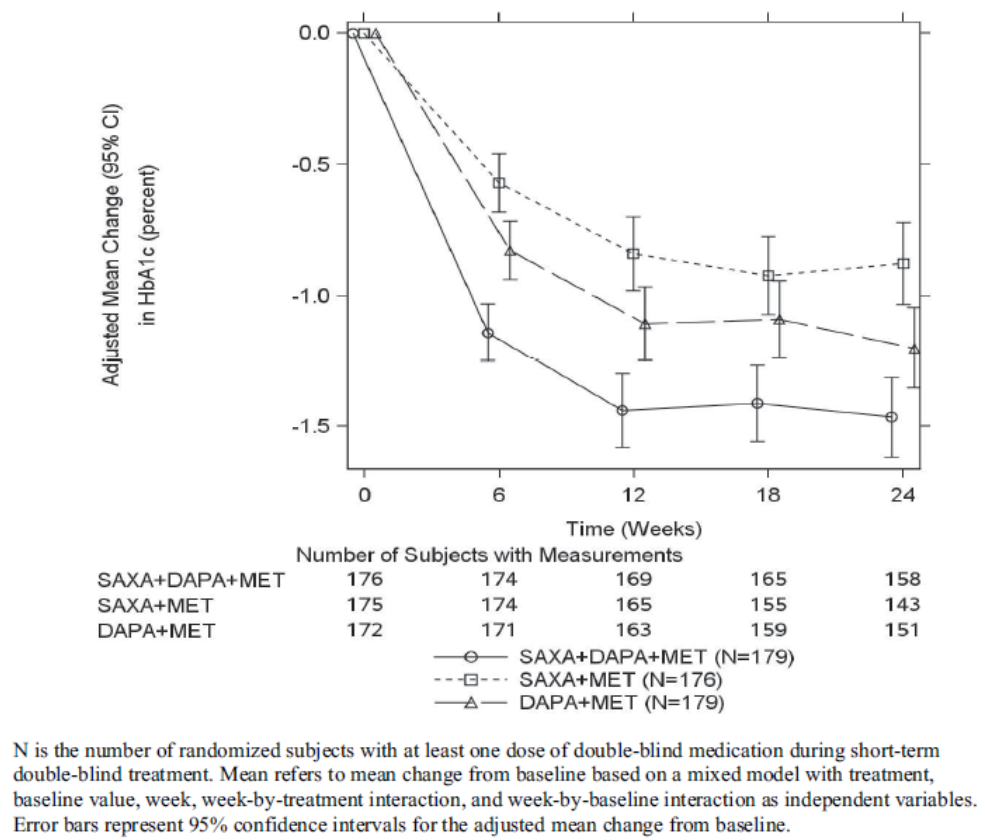 Adjusted Mean Change (95% CI)
in HbA1c (percent)
0.0
-0.5
-1.0
-1.5
0 6 12 18 24
Time (Weeks)
Number of Subjects with Measurements
SAXA+DAPA+MET 176 174 169 165 158
SAXA+MET 175 174 165 155 143
DAPA+MET 172 171 163 159 151
SAXA+DAPA+MET (N=179)
SAXA+MET (N=176)
DAPA+MET (N=179)
N is the number of randomized subjects with at least one dose of double-blind medication during short-term
double-blind treatment. Mean refers to mean change from baseline based on a mixed model with treatment,
baseline value, week, week-by-treatment interaction, and week-by-baseline interaction as independent variables.
Error bars represent 95% confidence intervals for the adjusted mean change from baseline.